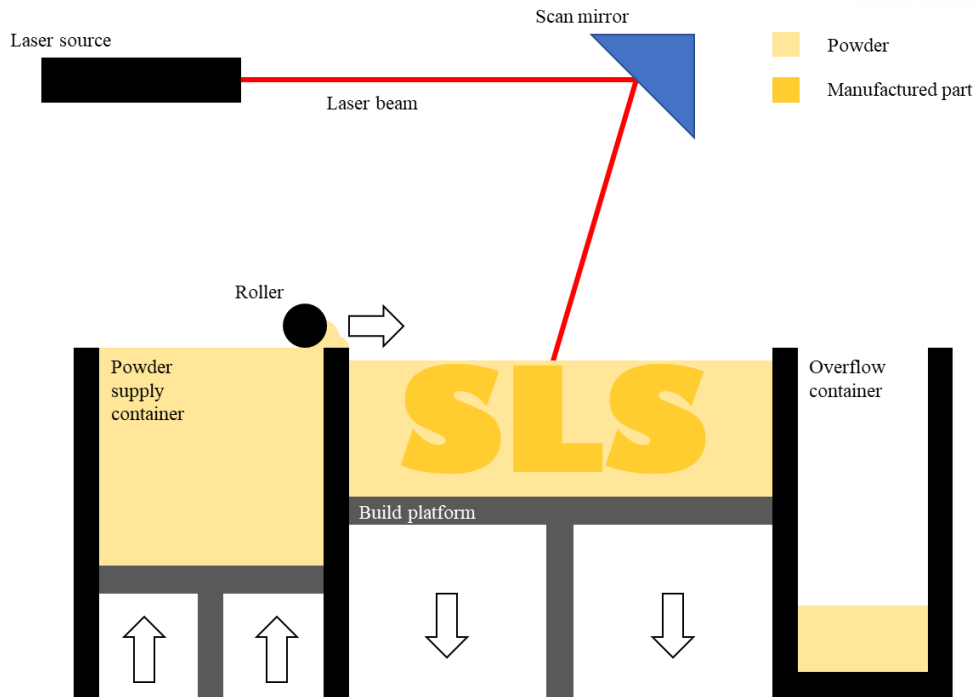 Scan mirror
Laser source
Powder
Laser beam
Manufactured part
Roller
Powder
supply
container
Overflow
container
SLS
Build platform